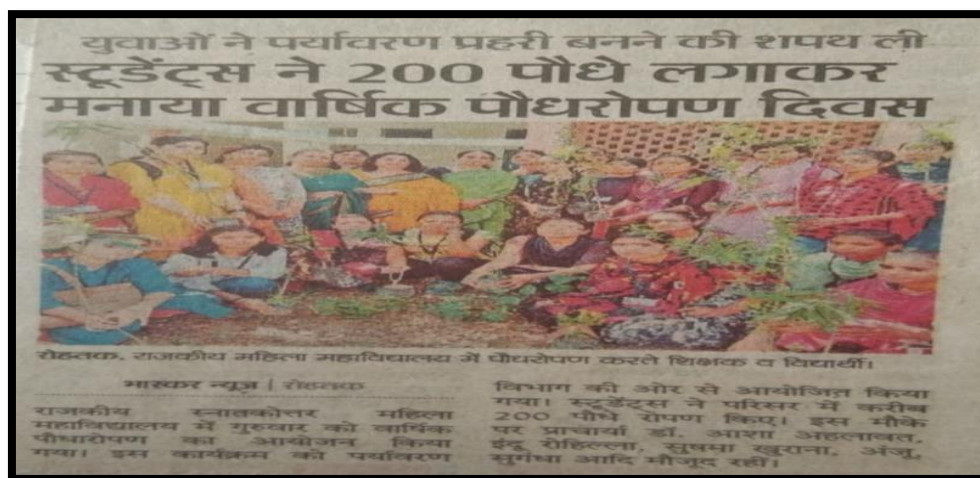 युवाओं ने पर्यावरण प्रहरी बनने की शपथ ली
स्टूडेंट्स ने 200 पौधे लगाकर
मनाया वार्षिक पौधरोपण दिवस
रोहतक. राजकीय महिला महाविद्यालय में पौधरोपण करते शिक्षक व विद्यार्थी।
भास्कर न्यूज | रोहतक
राजकीय स्नातकोत्तर महिला
महाविद्यालय में गुरुवार को वार्षिक
पौधारोपण का आयोजन किया
गया। इस कार्यक्रम को पर्यावरण
विभाग की ओर से आयोजित किया
गया। स्टूडेंट्स ने परिसर में करीब
200 पौधे रोपण किए। इस मौके
पर प्राचार्या डॉ. आशा अहलावत,
इंदू रोहिल्ला, सुषमा खुराना, अंजू,
सुगंधा आदि मौजूद रहीं।